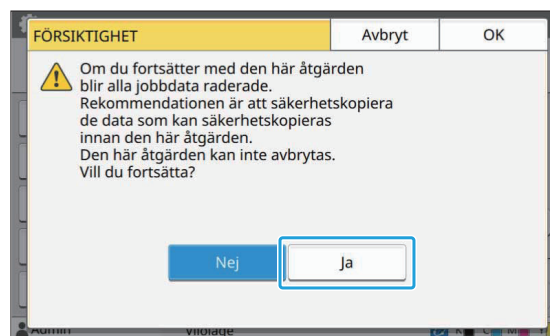 FÖRSIKTIGHET
Avbryt
OK
Om du fortsätter med den här åtgärden
blir alla jobbdata raderade.
Rekommendationen är att säkerhetskopiera
de data som kan säkerhetskopieras
innan den här åtgärden.
Den här åtgärden kan inte avbrytas.
Vill du fortsätta?
Nej
Ja
Admin
Viloläge
K C M Y